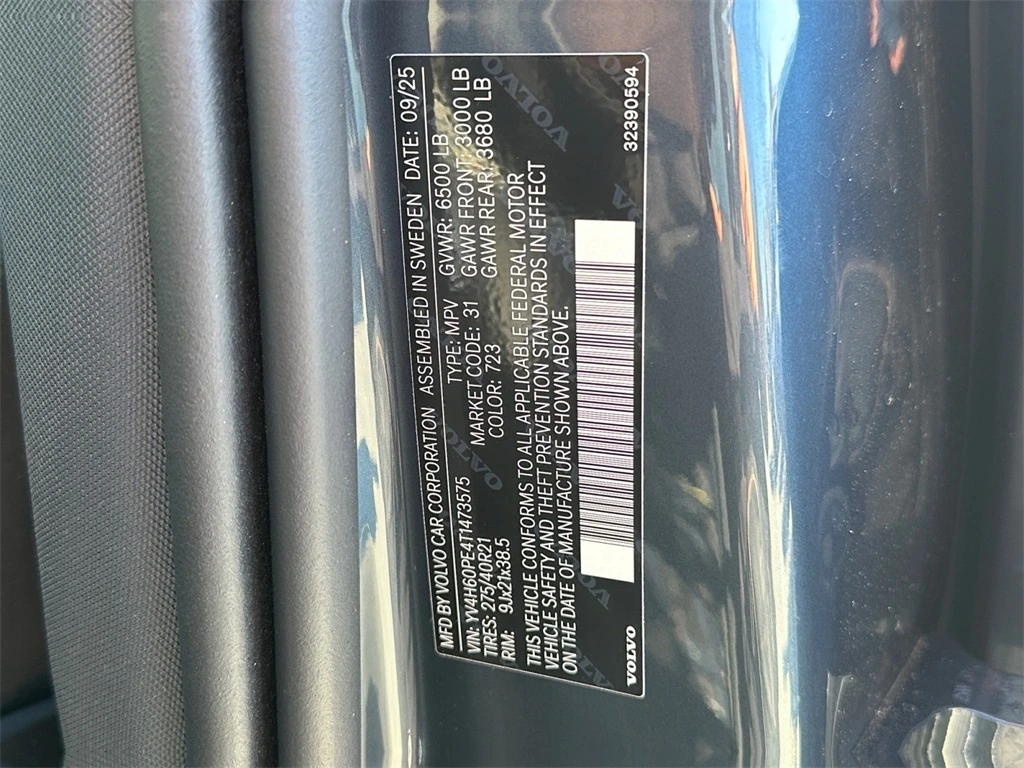 MFD BY VOLVO CAR CORPORATION ASSEMBLED IN SWEDEN DATE: 09/25
VIN: YV4H60PE4T1473575 TYPE: MPV GVWR: 6500 LB
TIRES: 275/40R21 MARKET CODE: 31 GAWR FRONT: 3000 LB
RIM: 9Jx21x38.5 COLOR: 723 GAWR REAR: 3680 LB
THIS VEHICLE CONFORMS TO ALL APPLICABLE FEDERAL MOTOR
VEHICLE SAFETY AND THEFT PREVENTION STANDARDS IN EFFECT
ON THE DATE OF MANUFACTURE SHOWN ABOVE.
VOLVO 32390594
VOLVO
VOLVO